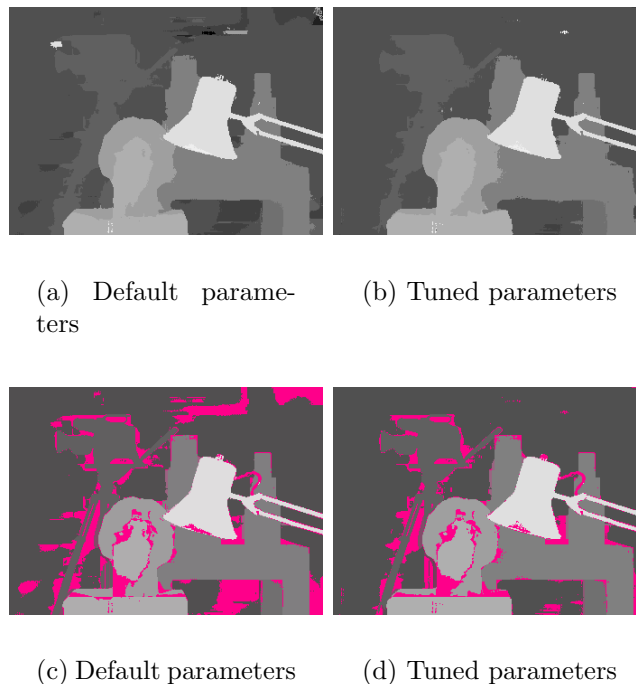 (a) Default parame-
ters
(b) Tuned parameters
(c) Default parameters
(d) Tuned parameters